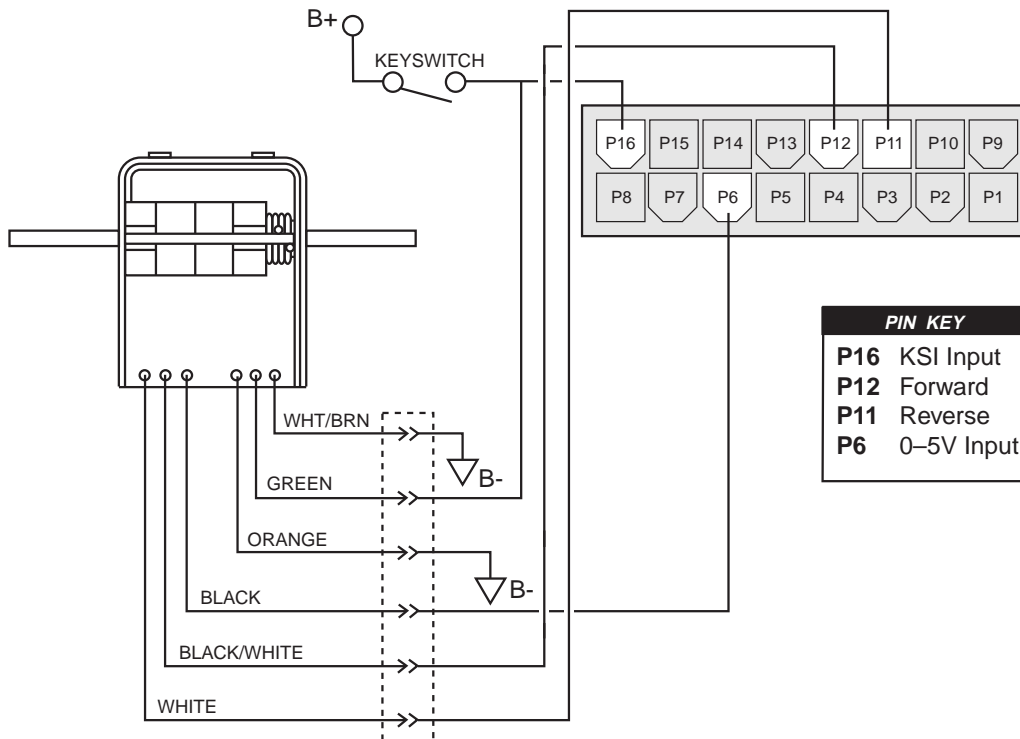 B+
KEYSWITCH
P16 P15 P14 P13 P12 P11 P10 P9
P8 P7 P6 P5 P4 P3 P2 P1
PIN KEY
P16 KSI Input
P12 Forward
P11 Reverse
P6 0–5V Input
WHT/BRN
B-
GREEN
ORANGE
B-
BLACK
BLACK/WHITE
WHITE